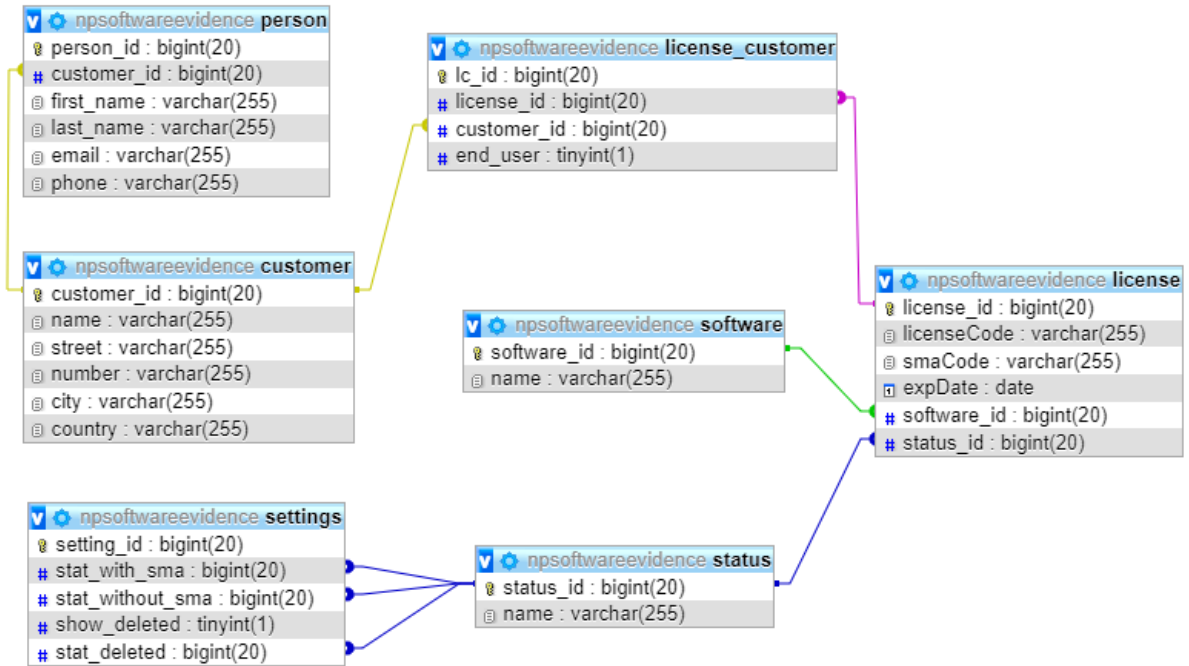 npsoftwareevidence person
person_id : bigint(20)
customer_id : bigint(20)
first_name : varchar(255)
last_name : varchar(255)
email : varchar(255)
phone : varchar(255)
npsoftwareevidence license_customer
lc_id : bigint(20)
license_id : bigint(20)
customer_id : bigint(20)
end_user : tinyint(1)
npsoftwareevidence customer
customer_id : bigint(20)
name : varchar(255)
street : varchar(255)
number : varchar(255)
city : varchar(255)
country : varchar(255)
npsoftwareevidence software
software_id : bigint(20)
name : varchar(255)
npsoftwareevidence license
license_id : bigint(20)
licenseCode : varchar(255)
smaCode : varchar(255)
expDate : date
software_id : bigint(20)
status_id : bigint(20)
npsoftwareevidence settings
setting_id : bigint(20)
stat_with_sma : bigint(20)
stat_without_sma : bigint(20)
show_deleted : tinyint(1)
stat_deleted : bigint(20)
npsoftwareevidence status
status_id : bigint(20)
name : varchar(255)